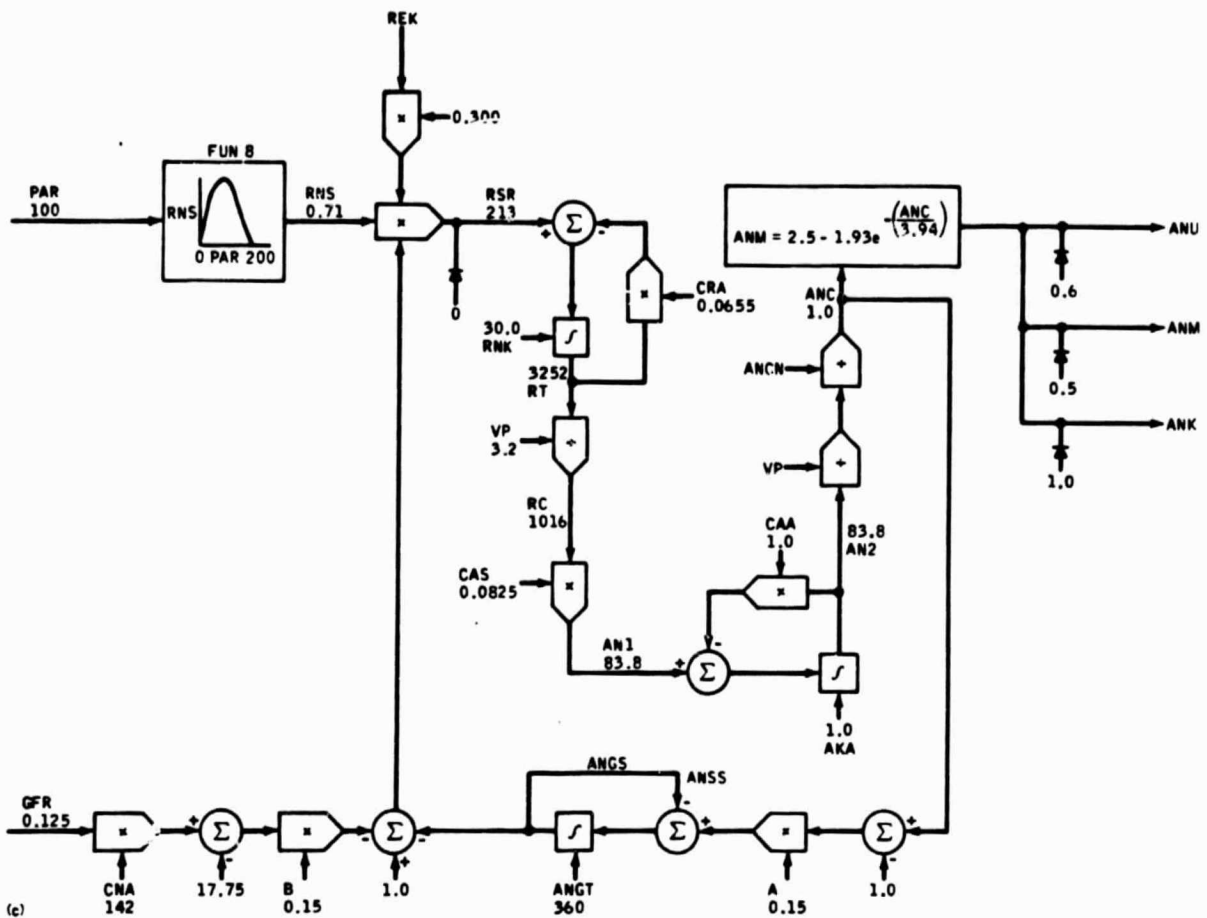 REK
× 0.300
FUN 8
PAR
100
RNS
0 PAR 200
RNS
0.71
×
RSR
213
0
Σ
+ -
×
CRA
0.0655
30.0
RNK
∫
3252
RT
VP
3.2
÷
RC
1016
CAS
0.0825
×
AN1
83.8
+ -
Σ
CAA
1.0
×
∫
1.0
AKA
83.8
AN2
VP
÷
ANCN
÷
ANC
1.0
ANM = 2.5 - 1.93e -(ANC/3.94)
ANU
0.6
ANM
0.5
ANK
1.0
GFR
0.125
×
CNA
142
+ -
Σ
17.75
×
B
0.15
- - +
Σ
1.0
ANGS
∫
ANGT
360
ANSS
- +
Σ
×
A
0.15
+ -
Σ
1.0
(c)